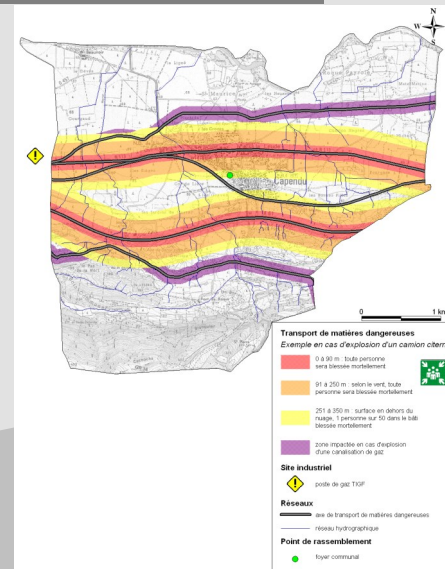 N
W E
S
St-Maurice
Capendu
0 1 km
Transport de matières dangereuses
Exemple en cas d'explosion d'un camion citern
0 à 90 m : toute personne
sera blessée mortellement
91 à 250 m : selon le vent, toute
personne sera blessée mortellement
251 à 350 m : surface en dehors du
nuage, 1 personne sur 50 dans le bâti
blessée mortellement
zone impactée en cas d'explosion
d'une canalisation de gaz
Site industriel
poste de gaz TIGF
Réseaux
axe de transport de matières dangereuses
réseau hydrographique
Point de rassemblement
foyer communal